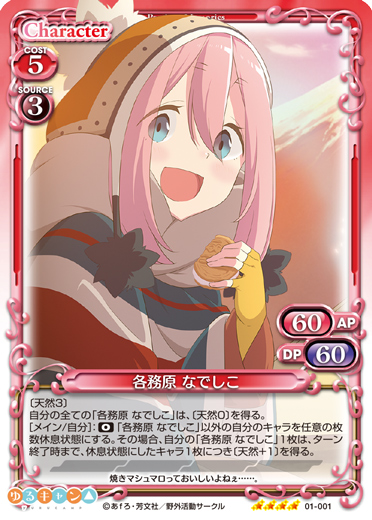 Character
COST
5
SOURCE
3
60 AP
DP 60
各務原 なでしこ
〔天然3〕
自分の全ての「各務原 なでしこ」は、〔天然0〕を得る。
[メイン/自分]:「各務原 なでしこ」以外の自分のキャラを任意の枚
数休息状態にする。その場合、自分の「各務原 なでしこ」1枚は、ターン
終了時まで、休息状態にしたキャラ1枚につき〔天然+1〕を得る。
焼きマシュマロっておいしいよねぇ……。
ゆるキャン△
©あfろ・芳文社/野外活動サークル
01-001